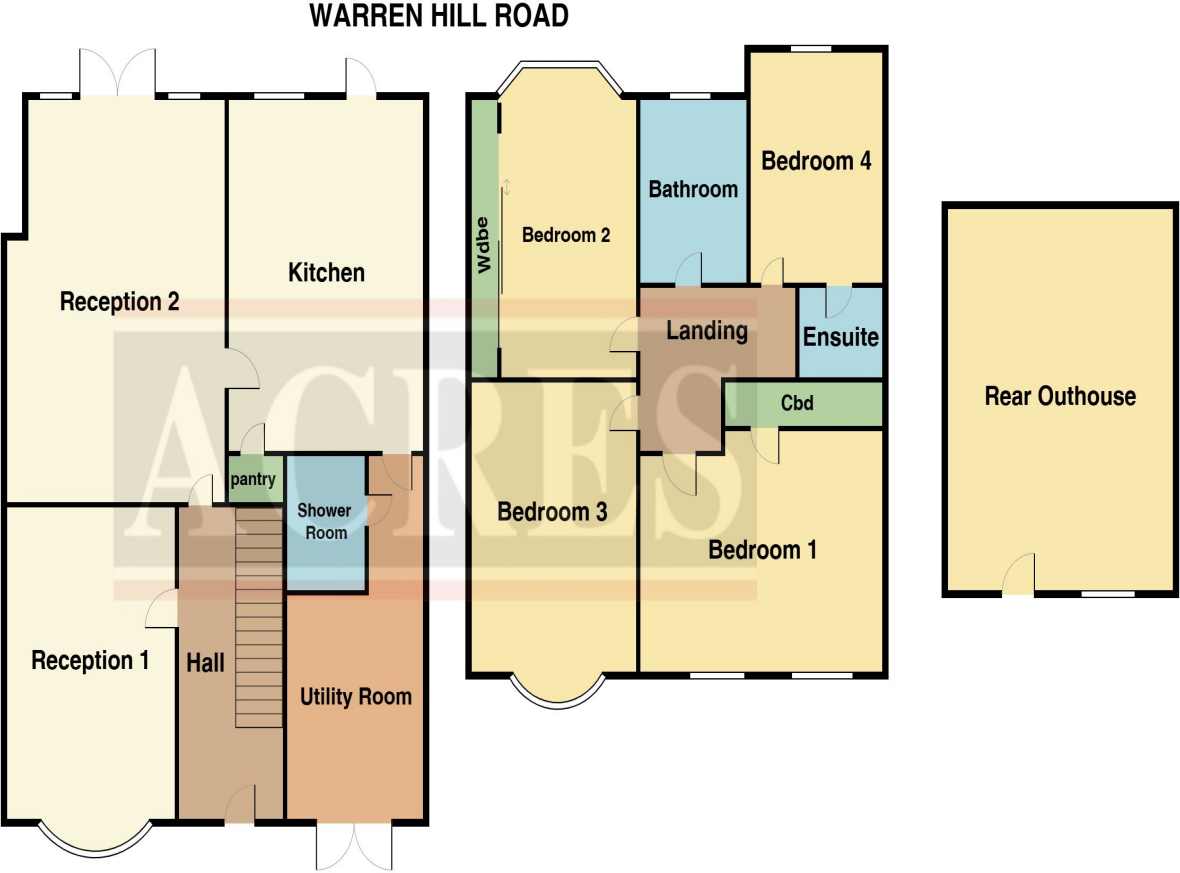 WARREN HILL ROAD
Reception 2
Kitchen
pantry
Shower
Room
Reception 1
Hall
Utility Room
Wdbe
Bedroom 2
Bathroom
Bedroom 4
Landing
Ensuite
Cbd
Bedroom 3
Bedroom 1
Rear Outhouse
ACRES